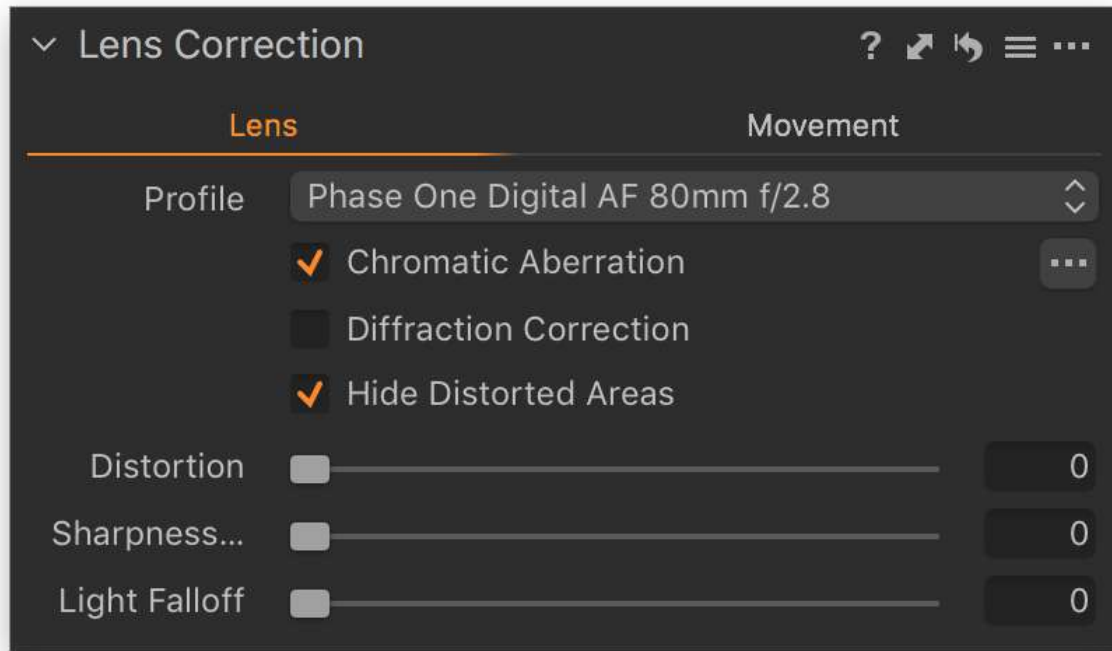 Lens Correction ?
Lens Movement
Profile Phase One Digital AF 80mm f/2.8
Chromatic Aberration
Diffraction Correction
Hide Distorted Areas
Distortion 0
Sharpness... 0
Light Falloff 0